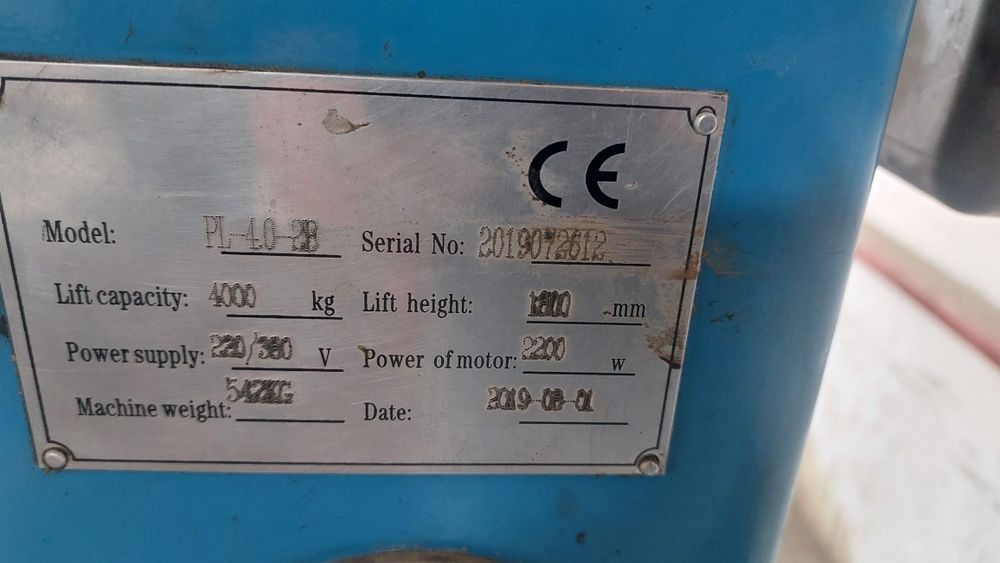 CE
Model: PL-4.0-2B Serial No: 2019072612
Lift capacity: 4000 kg Lift height: 1800 mm
Power supply: 220/380 V Power of motor: 2200 w
Machine weight: 542KG Date: 2019-08-01